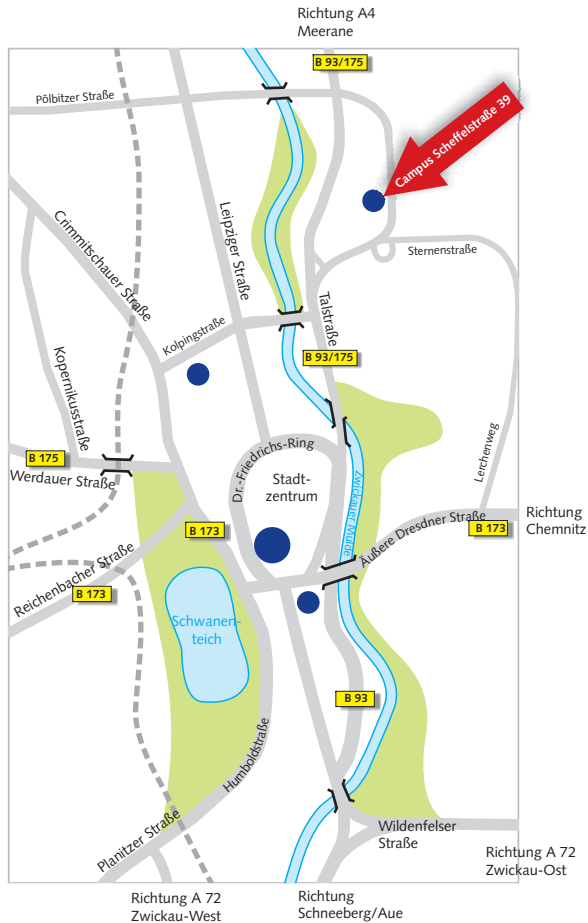 Richtung A4
Meerane
B 93/175
Pölbitzer Straße
Campus Scheffelstraße 39
Crimmitschauer Straße
Leipziger Straße
Sternenstraße
Talstraße
Kolpingstraße
B 93/175
Kopernikusstraße
Lerchenweg
Dr.-Friedrichs-Ring
B 175
Werdauer Straße
Stadt-
zentrum
Zwickauer Mulde
Äußere Dresdner Straße
Richtung
Chemnitz
B 173
B 173
Reichenbacher Straße
B 173
Schwanen-
teich
B 93
Humboldstraße
Planitzer Straße
Wildenfelser
Straße
Richtung A 72
Zwickau-Ost
Richtung A 72
Zwickau-West
Richtung
Schneeberg/Aue